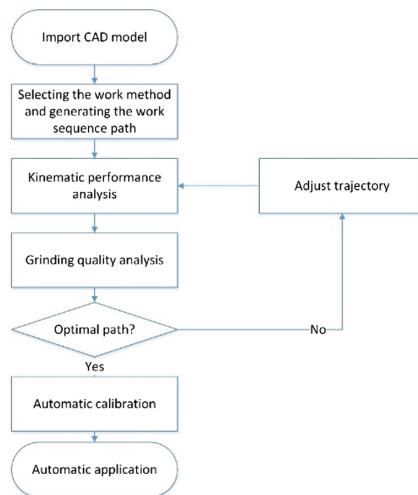 Import CAD model
Selecting the work method
and generating the work
sequence path
Kinematic performance
analysis
Adjust trajectory
Grinding quality analysis
Optimal path?
No
Yes
Automatic calibration
Automatic application